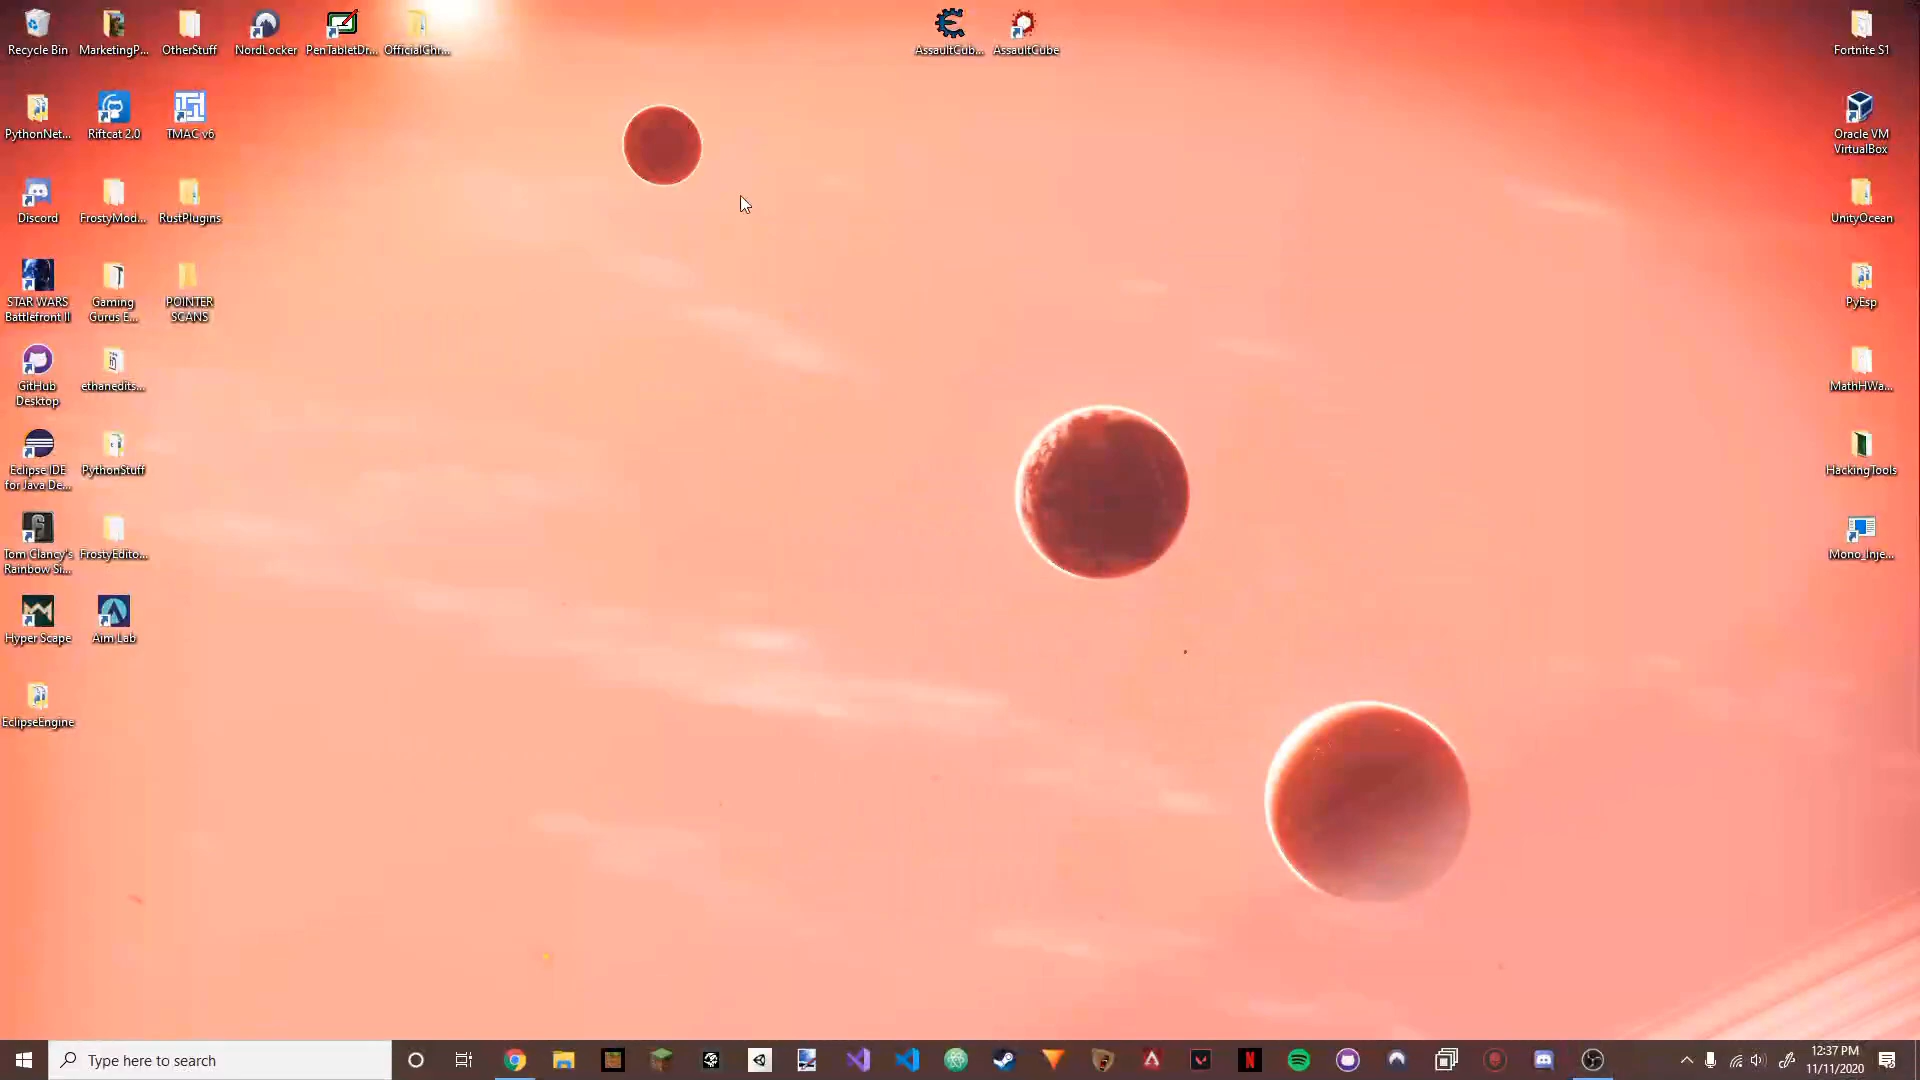 Recycle Bin
MarketingP...
OtherStuff
NordLocker
PenTabletDr...
OfficialChr...
AssaultCub...
AssaultCube
Fortnite S1
PythonNet...
Riftcat 2.0
TMAC v6
Oracle VM
VirtualBox
Discord
FrostyMod...
RustPlugins
UnityOcean
STAR WARS
Battlefront II
Gaming
Gurus E...
POINTER
SCANS
PyEsp
GitHub
Desktop
ethanedits...
MathHWa...
Eclipse IDE
for Java De...
PythonStuff
HackingTools
Tom Clancy's
Rainbow Si...
FrostyEdito...
Mono_Inje...
Hyper Scape
Aim Lab
EclipseEngine
Type here to search
12:37 PM
11/11/2020